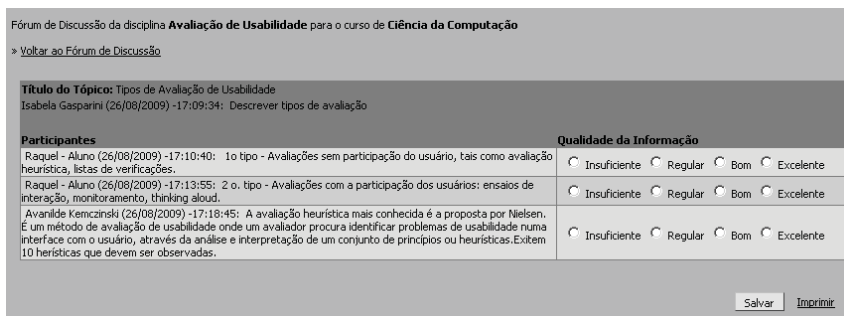 Fórum de Discussão da disciplina Avaliação de Usabilidade para o curso de Ciência da Computação
» Voltar ao Fórum de Discussão
Título do Tópico: Tipos de Avaliação de Usabilidade
Isabela Gasparini (26/08/2009) -17:09:34: Descrever tipos de avaliação
Participantes Qualidade da Informação
Raquel - Aluno (26/08/2009) -17:10:40: 1o tipo - Avaliações sem participação do usuário, tais como avaliação
heurística, listas de verificações.
Insuficiente Regular Bom Excelente
Raquel - Aluno (26/08/2009) -17:13:55: 2 o. tipo - Avaliações com a participação dos usuários: ensaios de
interação, monitoramento, thinking aloud.
Insuficiente Regular Bom Excelente
Avanilde Kemczinski (26/08/2009) -17:18:45: A avaliação heurística mais conhecida é a proposta por Nielsen.
É um método de avaliação de usabilidade onde um avaliador procura identificar problemas de usabilidade numa
interface com o usuário, através da análise e interpretação de um conjunto de princípios ou heurísticas.Exitem
10 herísticas que devem ser observadas.
Insuficiente Regular Bom Excelente
Salvar Imprimir